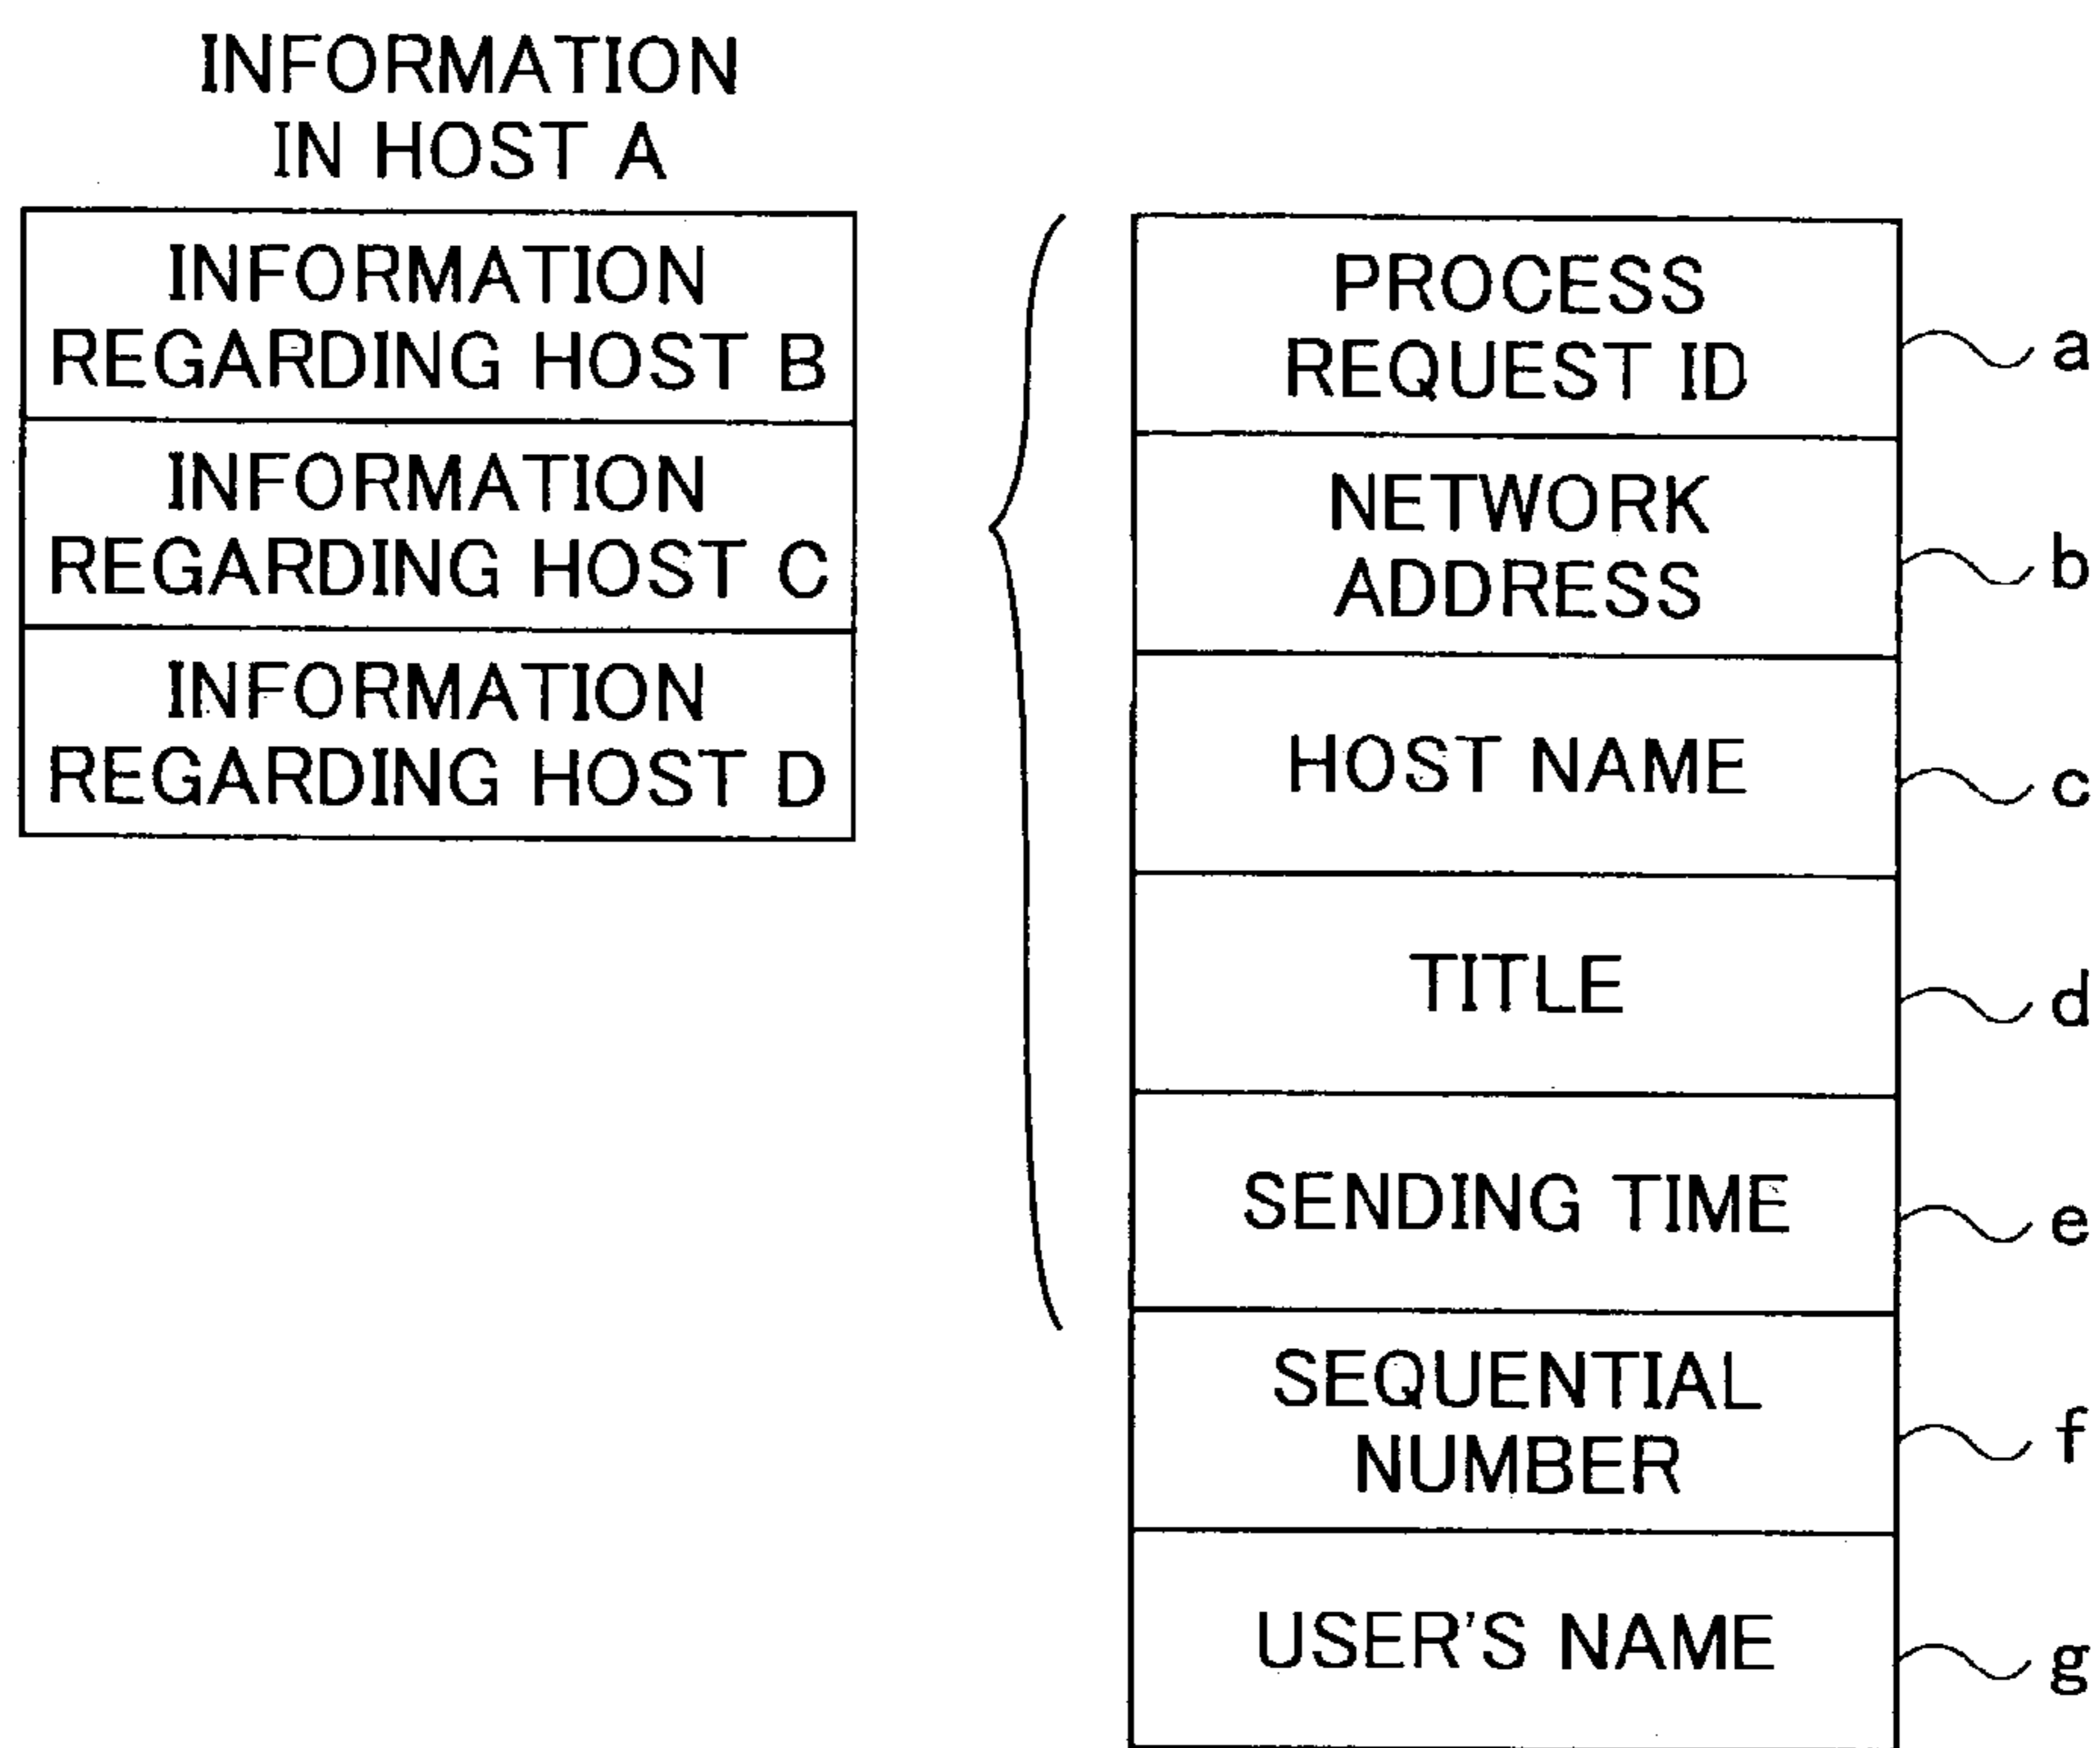 INFORMATION
IN HOST A
INFORMATION
REGARDING HOST B
INFORMATION
REGARDING HOST C
INFORMATION
REGARDING HOST D
PROCESS
REQUEST ID
a
NETWORK
ADDRESS
b
HOST NAME
c
TITLE
d
SENDING TIME
e
SEQUENTIAL
NUMBER
f
USER'S NAME
g